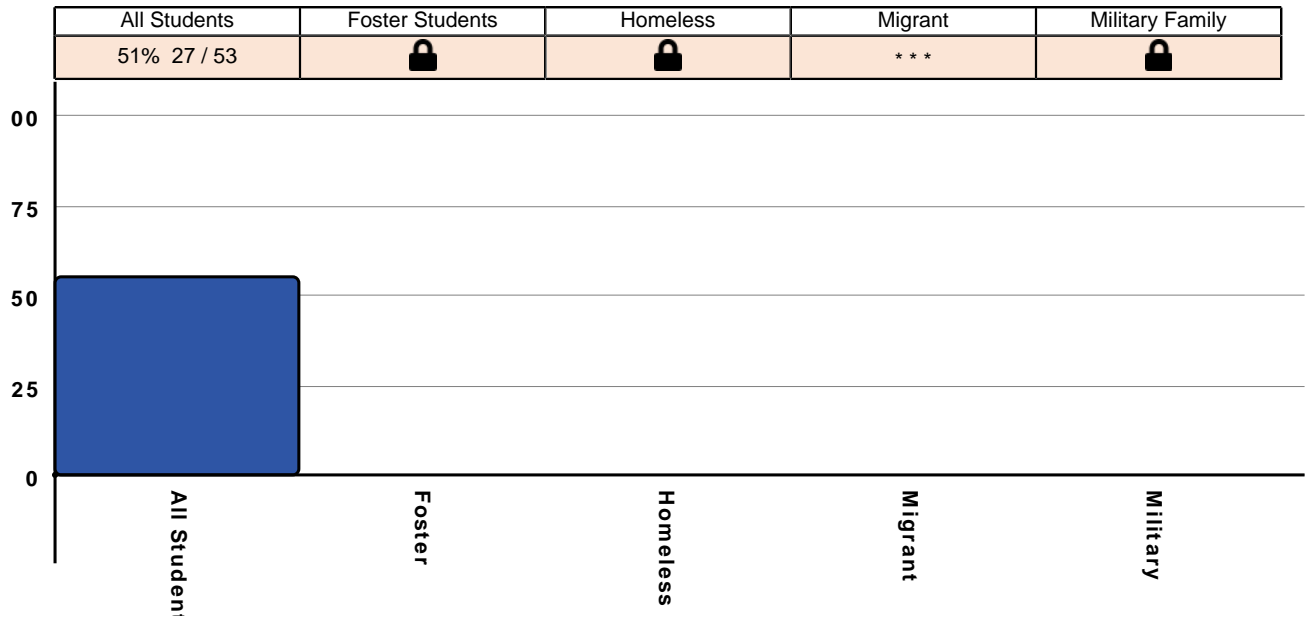 All Students Foster Students Homeless Migrant Military Family
51% 27 / 53 * * *
00
75
50
25
0
All Student
Foster
Homeless
Migrant
Military